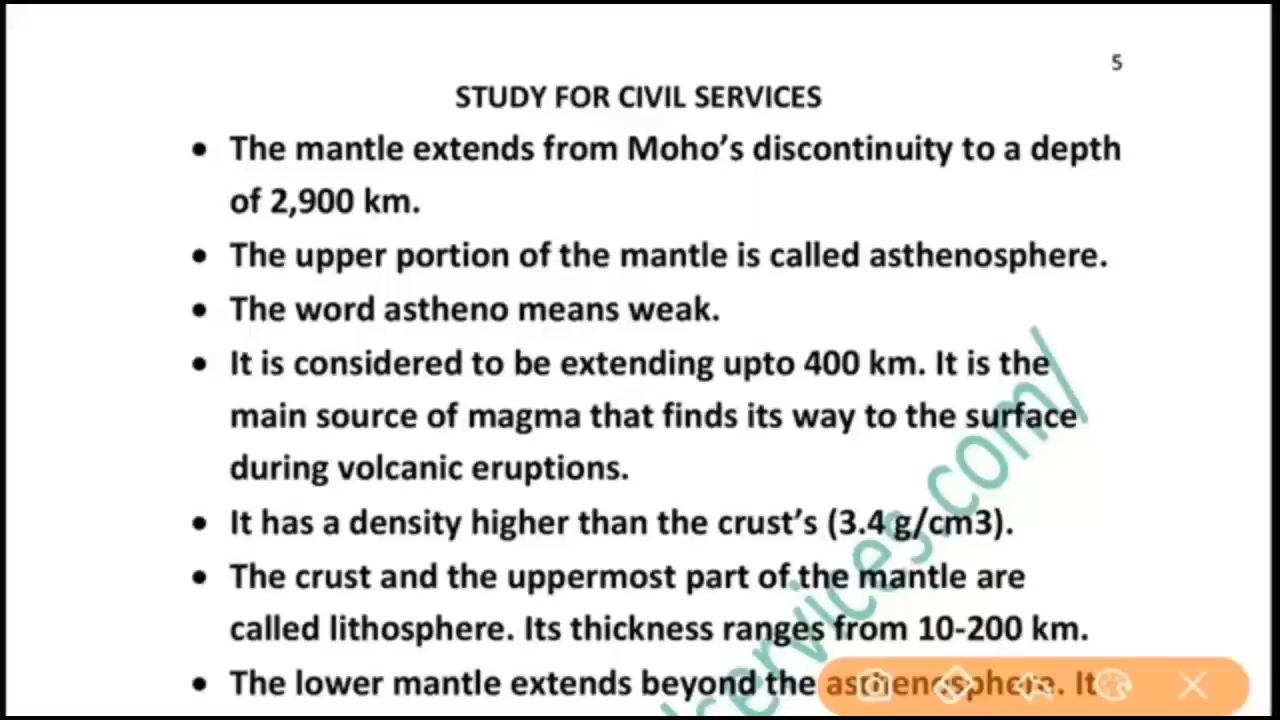 5
STUDY FOR CIVIL SERVICES
• The mantle extends from Moho’s discontinuity to a depth
of 2,900 km.
• The upper portion of the mantle is called asthenosphere.
• The word astheno means weak.
• It is considered to be extending upto 400 km. It is the
main source of magma that finds its way to the surface
during volcanic eruptions.
• It has a density higher than the crust’s (3.4 g/cm3).
• The crust and the uppermost part of the mantle are
called lithosphere. Its thickness ranges from 10-200 km.
• The lower mantle extends beyond the asthenosphere. It
services.com/